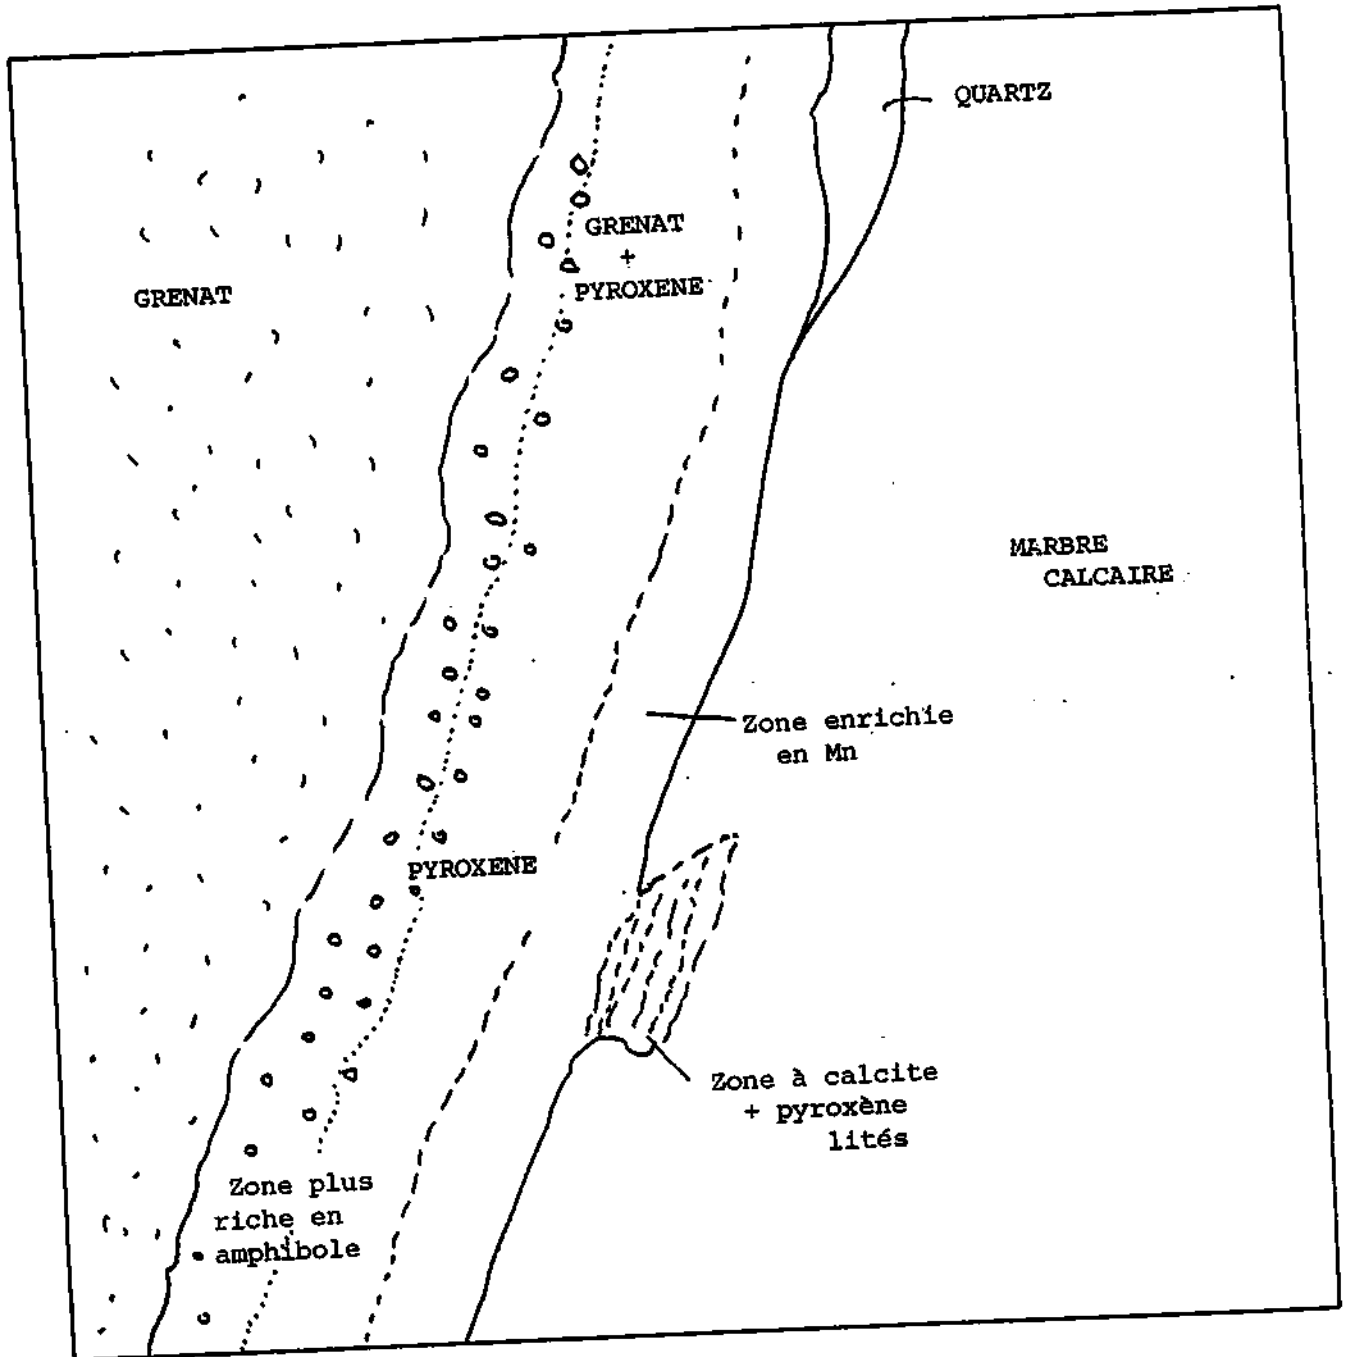 QUARTZ
GRENAT
+
PYROXENE
GRENAT
MARBRE
CALCAIRE
Zone enrichie
en Mn
PYROXENE
Zone à calcite
+ pyroxène
lités
Zone plus
riche en
amphibole